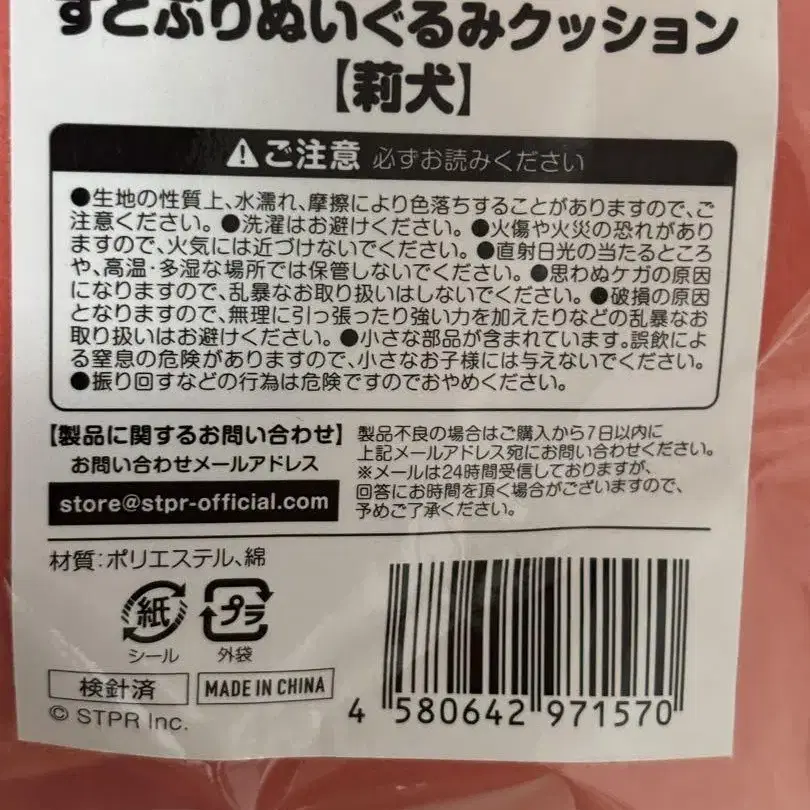 すとぷりぬいぐるみクッション
【莉犬】
⚠ご注意 必ずお読みください
●生地の性質上、水濡れ、摩擦により色落ちすることがありますので、ご
注意ください。●洗濯はお避けください。●火傷や火災の恐れがあり
ますので、火気には近づけないでください。●直射日光の当たるところ
や、高温・多湿な場所では保管しないでください。●思わぬケガの原因
になりますので、乱暴なお取り扱いはしないでください。●破損の原因
となりますので、無理に引っ張ったり強い力を加えたりなどの乱暴なお
取り扱いはお避けください。●小さな部品が含まれています。誤飲によ
る窒息の危険がありますので、小さなお子様には与えないでください。
●振り回すなどの行為は危険ですのでおやめください。
【製品に関するお問い合わせ】
お問い合わせメールアドレス
store@stpr-official.com
製品不良の場合はご購入から7日以内に
上記メールアドレス宛にお問い合わせください。
※メールは24時間受信しておりますが、
回答にお時間を頂く場合がございますので、
予めご了承ください。
材質:ポリエステル、綿
紙
シール
プラ
外袋
検針済
MADE IN CHINA
© STPR Inc.
4 580642 971570